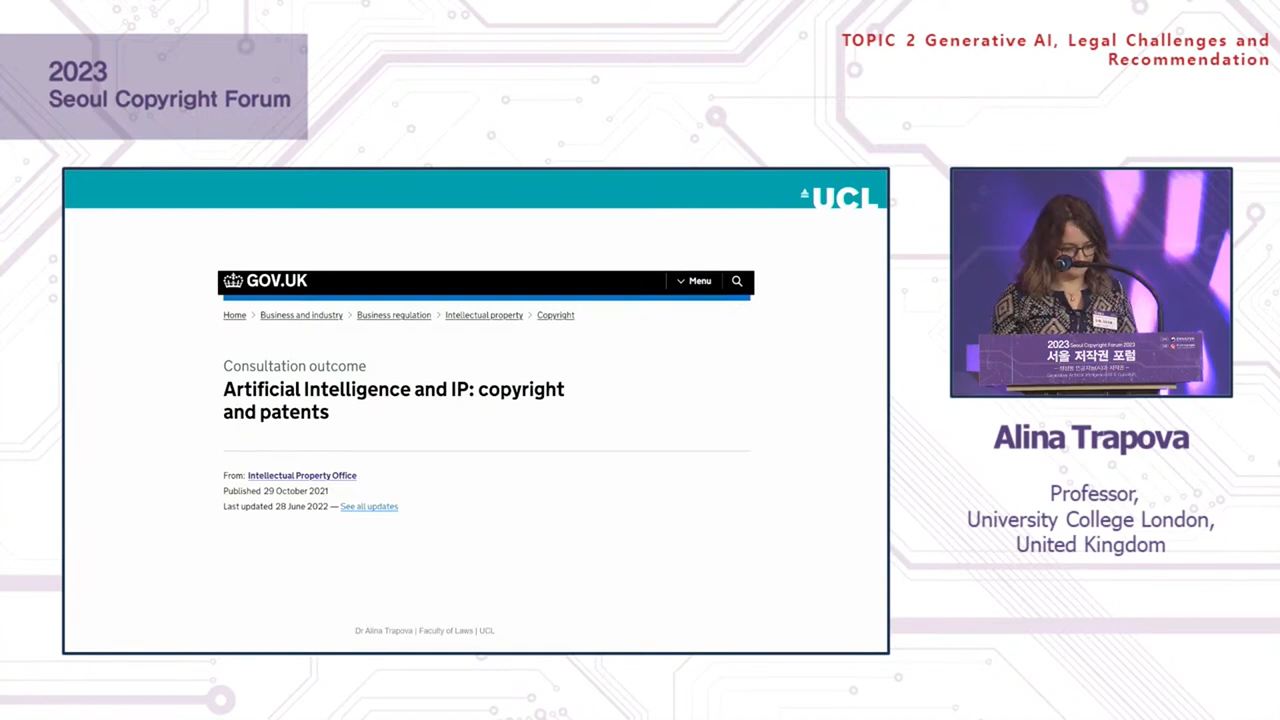 TOPIC 2 Generative AI, Legal Challenges and
Recommendation
2023
Seoul Copyright Forum
UCL
GOV.UK
Menu
Home > Business and industry > Business regulation > Intellectual property > Copyright
Consultation outcome
Artificial Intelligence and IP: copyright
and patents
From: Intellectual Property Office
Published 29 October 2021
Last updated 28 June 2022 — See all updates
Dr Alina Trapova | Faculty of Laws | UCL
2023 Seoul Copyright Forum 2023
서울 저작권 포럼
Alina Trapova
Professor,
University College London,
United Kingdom